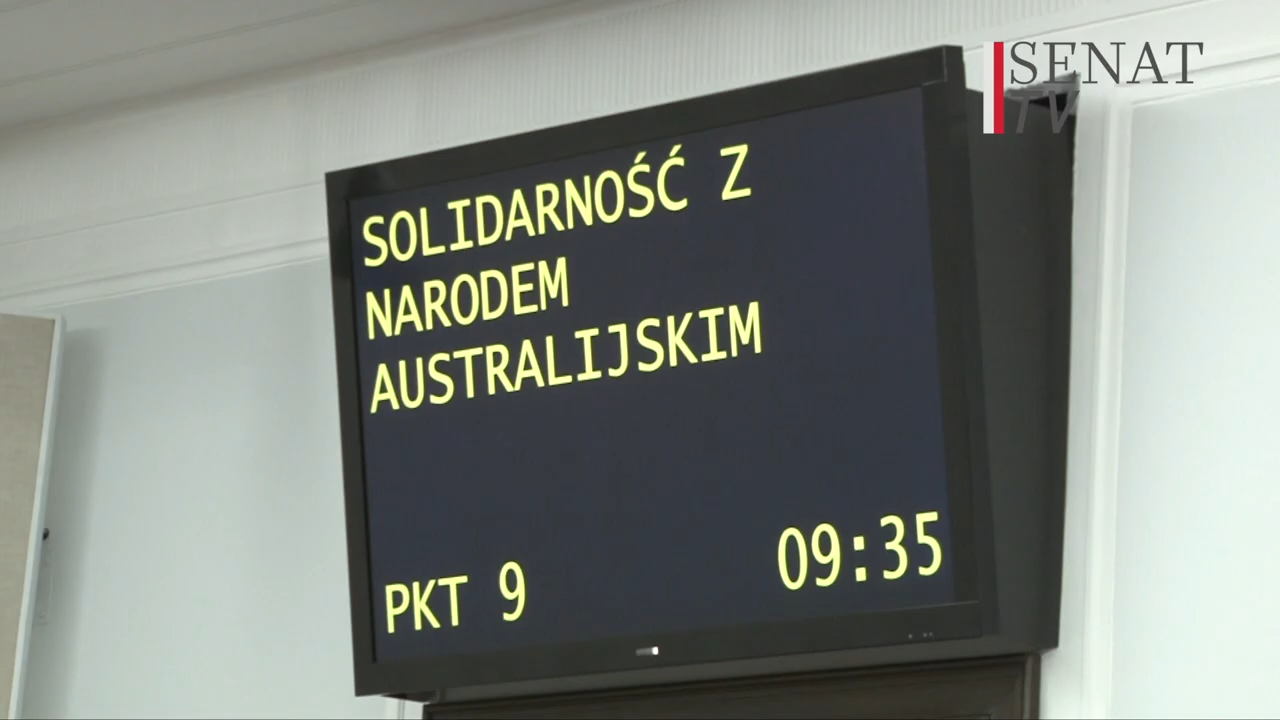 SENAT
TV
SOLIDARNOŚĆ Z
NARODEM
AUSTRALIJSKIM
PKT 9
09:35